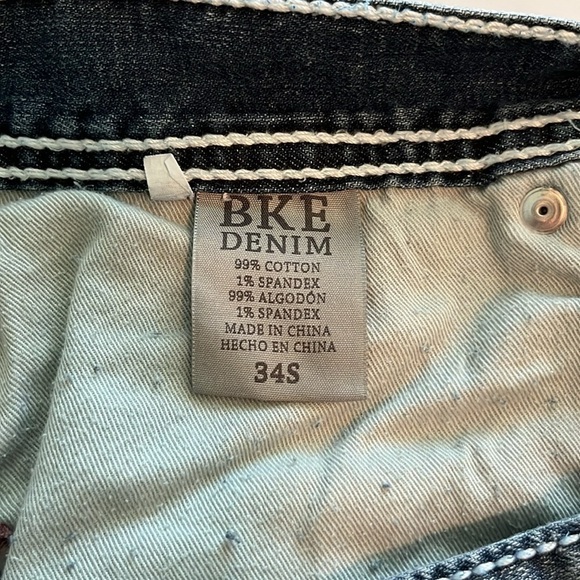 BKE
DENIM
99% COTTON
1% SPANDEX
99% ALGODÓN
1% SPANDEX
MADE IN CHINA
HECHO EN CHINA
34S